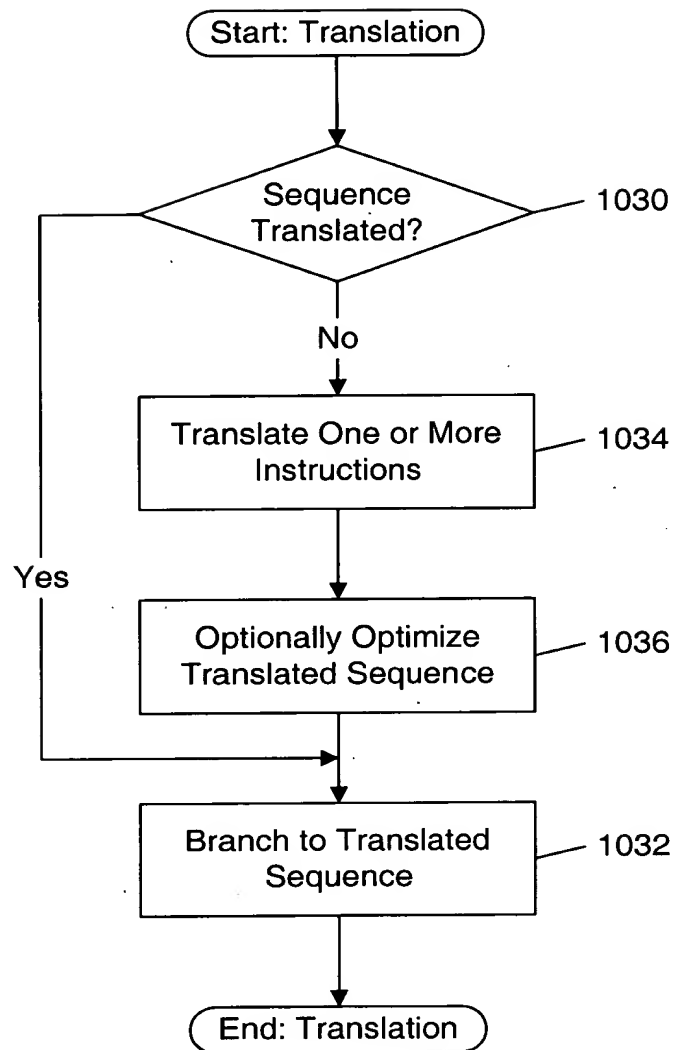 Start: Translation
Sequence
Translated?
1030
No
Translate One or More
Instructions
1034
Yes
Optionally Optimize
Translated Sequence
1036
Branch to Translated
Sequence
1032
End: Translation